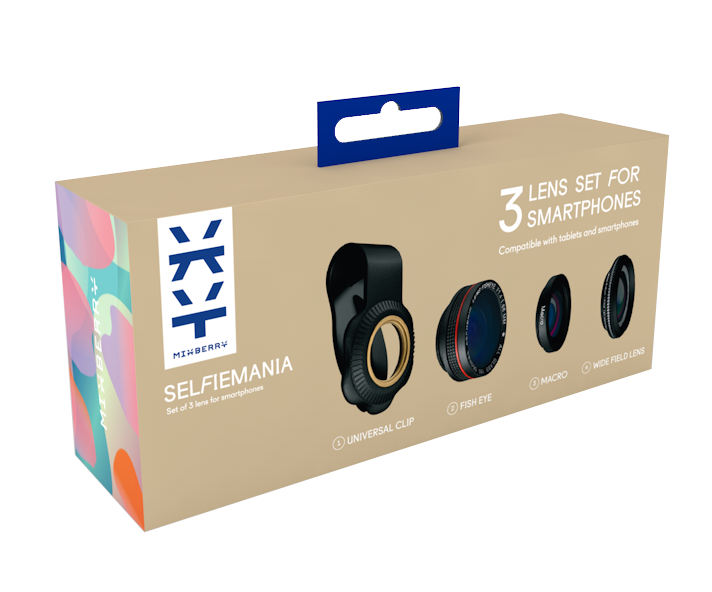 MIXBERRY
MIXBERRY
SELFIEMANIA
Set of 3 lens for smartphones
3 LENS SET FOR
SMARTPHONES
Compatible with tablets and smartphones
1 UNIVERSAL CLIP
2 FISH EYE
Macro
3 MACRO
4 WIDE FIELD LENS